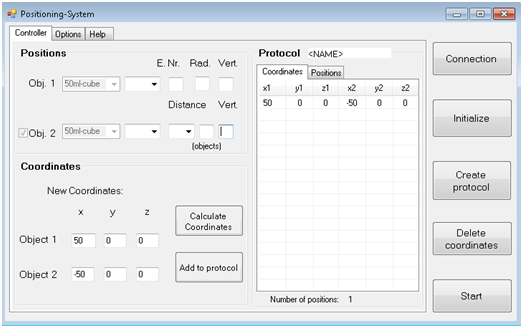 Positioning-System
Controller Options Help
Positions
E. Nr. Rad. Vert.
Obj. 1 50ml-cube
Distance Vert.
Obj. 2 50ml-cube
(objects)
Coordinates
New Coordinates:
x y z
Object 1 50 0 0
Object 2 -50 0 0
Calculate
Coordinates
Add to protocol
Protocol <NAME>
Coordinates Positions
x1 y1 z1 x2 y2 z2
50 0 0 -50 0 0
Number of positions: 1
Connection
Initialize
Create
protocol
Delete
coordinates
Start